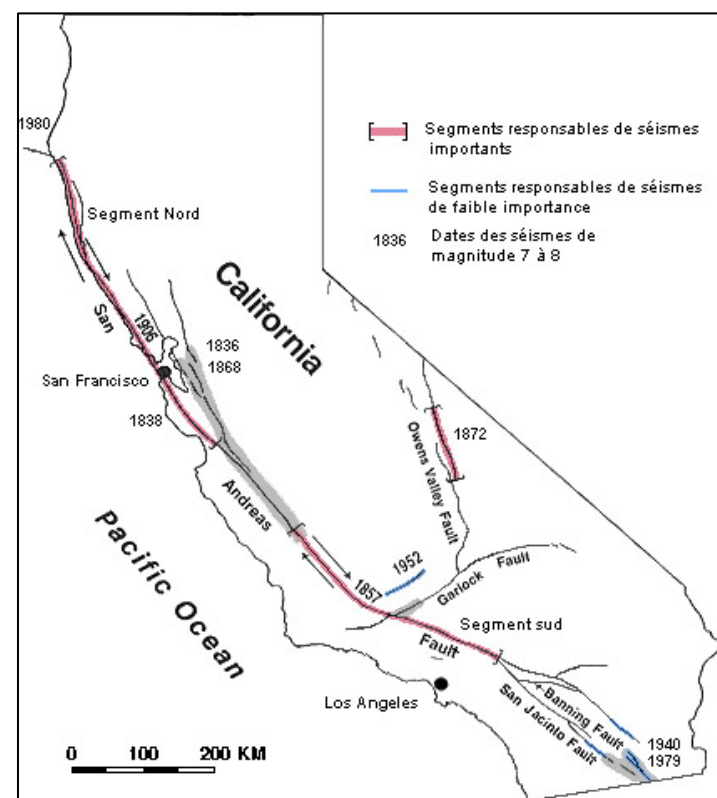 1980
Segments responsables de séismes
importants
Segments responsables de séismes
de faible importance
1836 Dates des séismes de
magnitude 7 à 8
Segment Nord
California
San
1906
1836
1868
San Francisco
1838
1872
Owens Valley Fault
Andreas
Pacific Ocean
1952
1857
Garlock Fault
Segment sud
Fault
Los Angeles
Banning Fault
San Jacinto Fault
1940
1979
0 100 200 KM